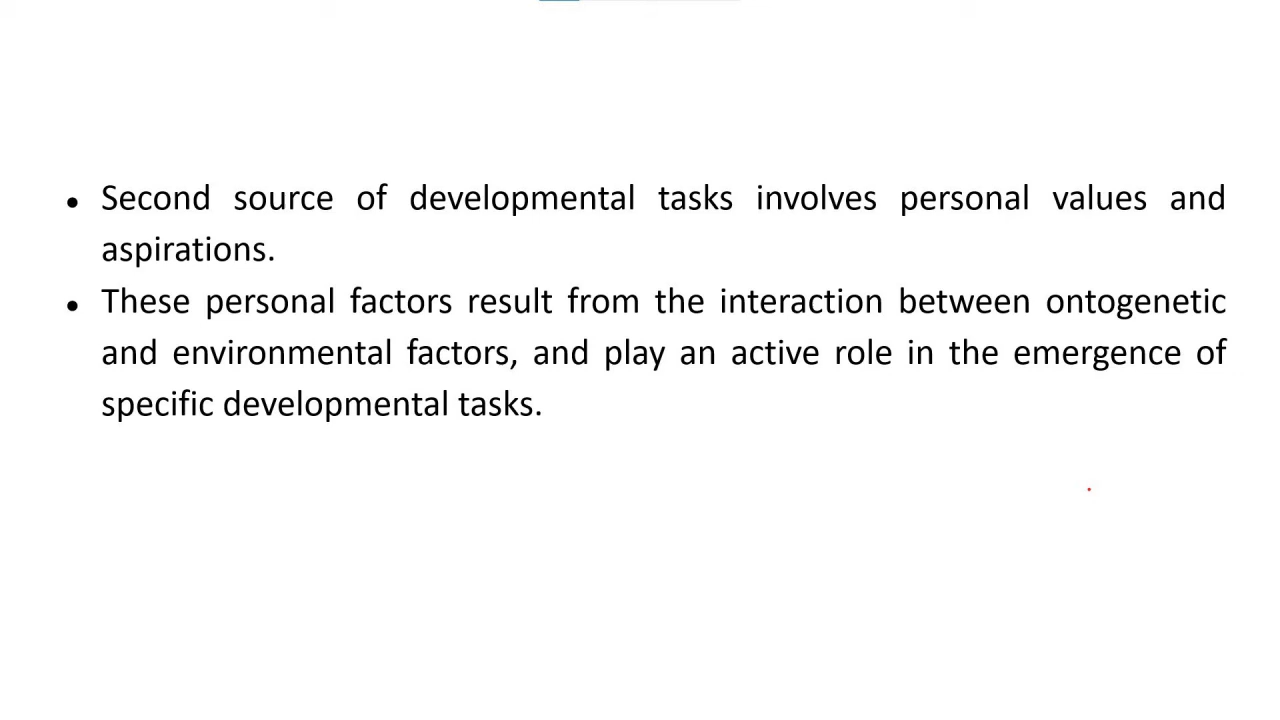 • Second source of developmental tasks involves personal values and
aspirations.
• These personal factors result from the interaction between ontogenetic
and environmental factors, and play an active role in the emergence of
specific developmental tasks.